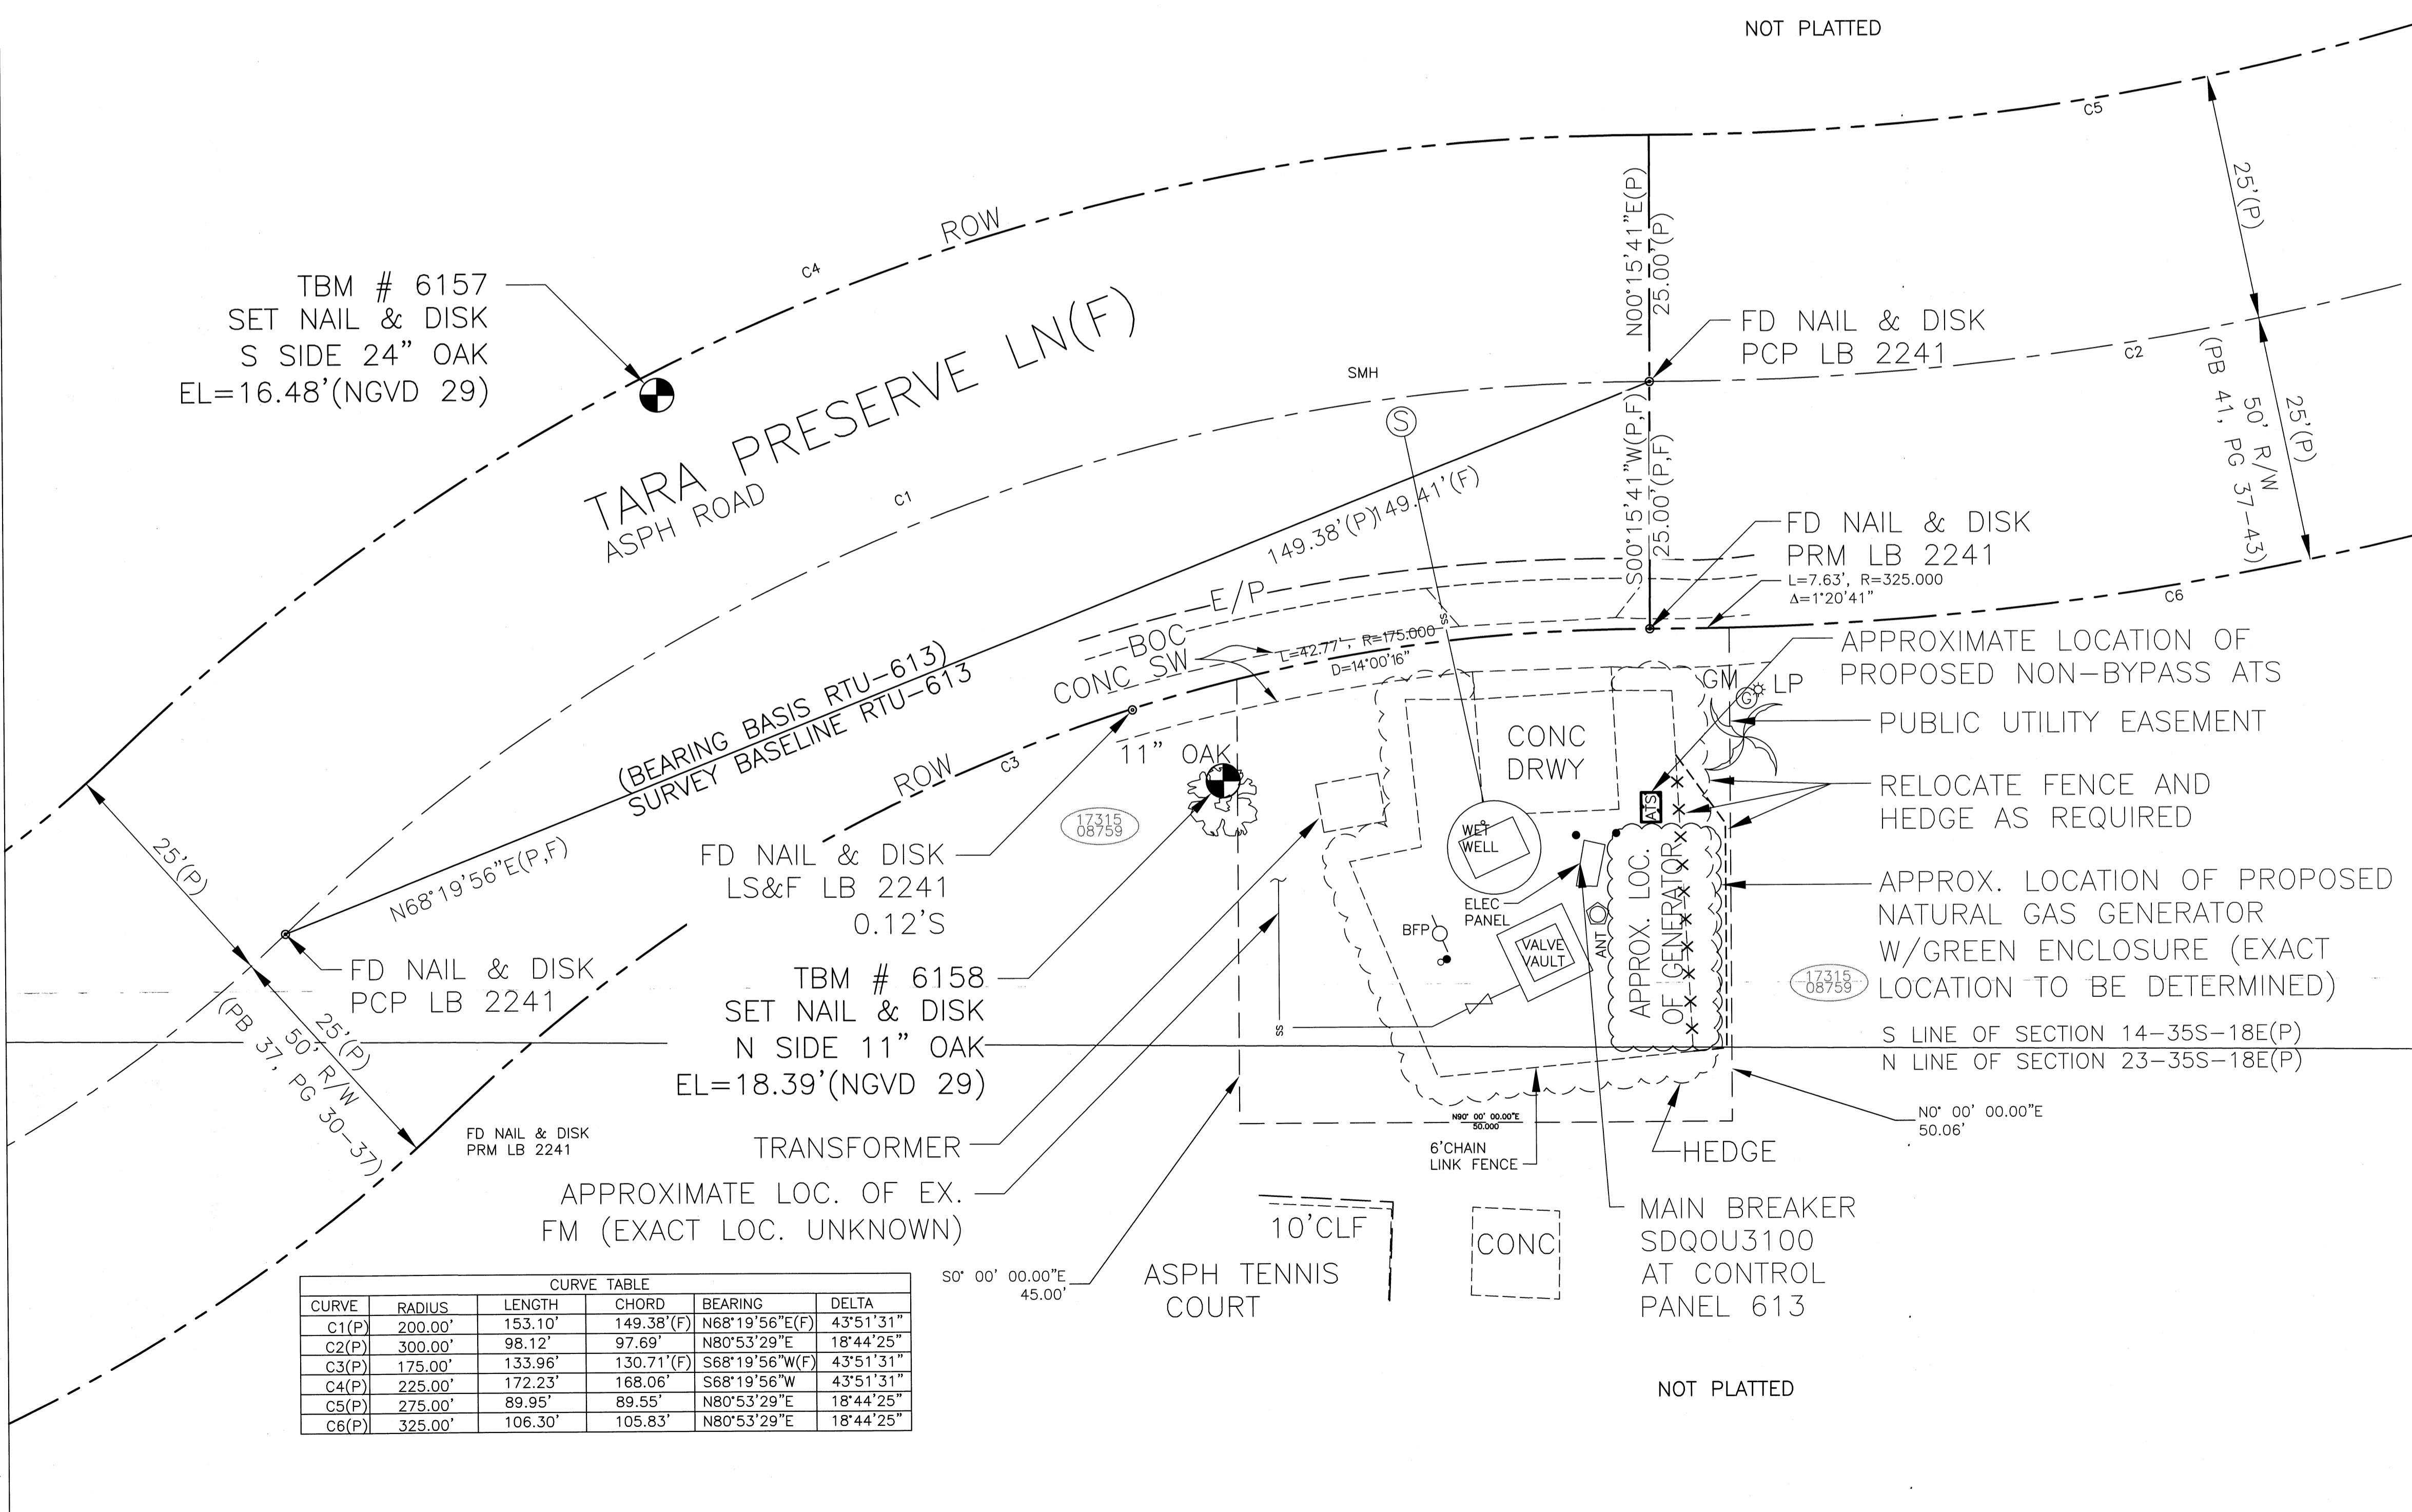 NOT PLATTED
C5
25'(P)
ROW
C4
N00°15'41"E(P)
25.00'(P)
TBM # 6157
SET NAIL & DISK
S SIDE 24" OAK
EL=16.48'(NGVD 29)
TARA PRESERVE LN(F)
ASPH ROAD
C1
SMH
S
FD NAIL & DISK
PCP LB 2241
C2
25'(P)
50' R/W
(PB 41, PG 37-43)
149.38'(P)
149.41'(F)
S00°15'41"W(P,F)
25.00'(P,F)
FD NAIL & DISK
PRM LB 2241
L=7.63', R=325.000
Δ=1°20'41"
C6
E/P
BOC
CONC SW
SS
L=42.77', R=175.000
D=14°00'16"
(BEARING BASIS RTU-613)
SURVEY BASELINE RTU-613
N68°19'56"E(P,F)
ROW
C3
APPROXIMATE LOCATION OF
PROPOSED NON-BYPASS ATS
GM
G
LP
PUBLIC UTILITY EASEMENT
RELOCATE FENCE AND
HEDGE AS REQUIRED
11" OAK
CONC
DRWY
17315
08759
WET
WELL
ATS
ELEC
PANEL
BFP
ANT
VALVE
VAULT
APPROX. LOC.
OF GENERATOR
APPROX. LOCATION OF PROPOSED
NATURAL GAS GENERATOR
W/GREEN ENCLOSURE (EXACT
LOCATION TO BE DETERMINED)
17315
08759
FD NAIL & DISK
LS&F LB 2241
0.12'S
25'(P)
FD NAIL & DISK
PCP LB 2241
25'(P)
50' R/W
(PB 37, PG 30-37)
TBM # 6158
SET NAIL & DISK
N SIDE 11" OAK
EL=18.39'(NGVD 29)
SS
S LINE OF SECTION 14-35S-18E(P)
N LINE OF SECTION 23-35S-18E(P)
N0° 00' 00.00"E
50.06'
N90° 00' 00.00"E
50.000
FD NAIL & DISK
PRM LB 2241
TRANSFORMER
6'CHAIN
LINK FENCE
HEDGE
APPROXIMATE LOC. OF EX.
FM (EXACT LOC. UNKNOWN)
10'CLF
CONC
MAIN BREAKER
SDQOU3100
AT CONTROL
PANEL 613
S0° 00' 00.00"E
45.00'
ASPH TENNIS
COURT
CURVE TABLE
CURVE RADIUS LENGTH CHORD BEARING DELTA
C1(P) 200.00' 153.10' 149.38'(F) N68°19'56"E(F) 43°51'31"
C2(P) 300.00' 98.12' 97.69' N80°53'29"E 18°44'25"
C3(P) 175.00' 133.96' 130.71'(F) S68°19'56"W(F) 43°51'31"
C4(P) 225.00' 172.23' 168.06' S68°19'56"W 43°51'31"
C5(P) 275.00' 89.95' 89.55' N80°53'29"E 18°44'25"
C6(P) 325.00' 106.30' 105.83' N80°53'29"E 18°44'25"
NOT PLATTED